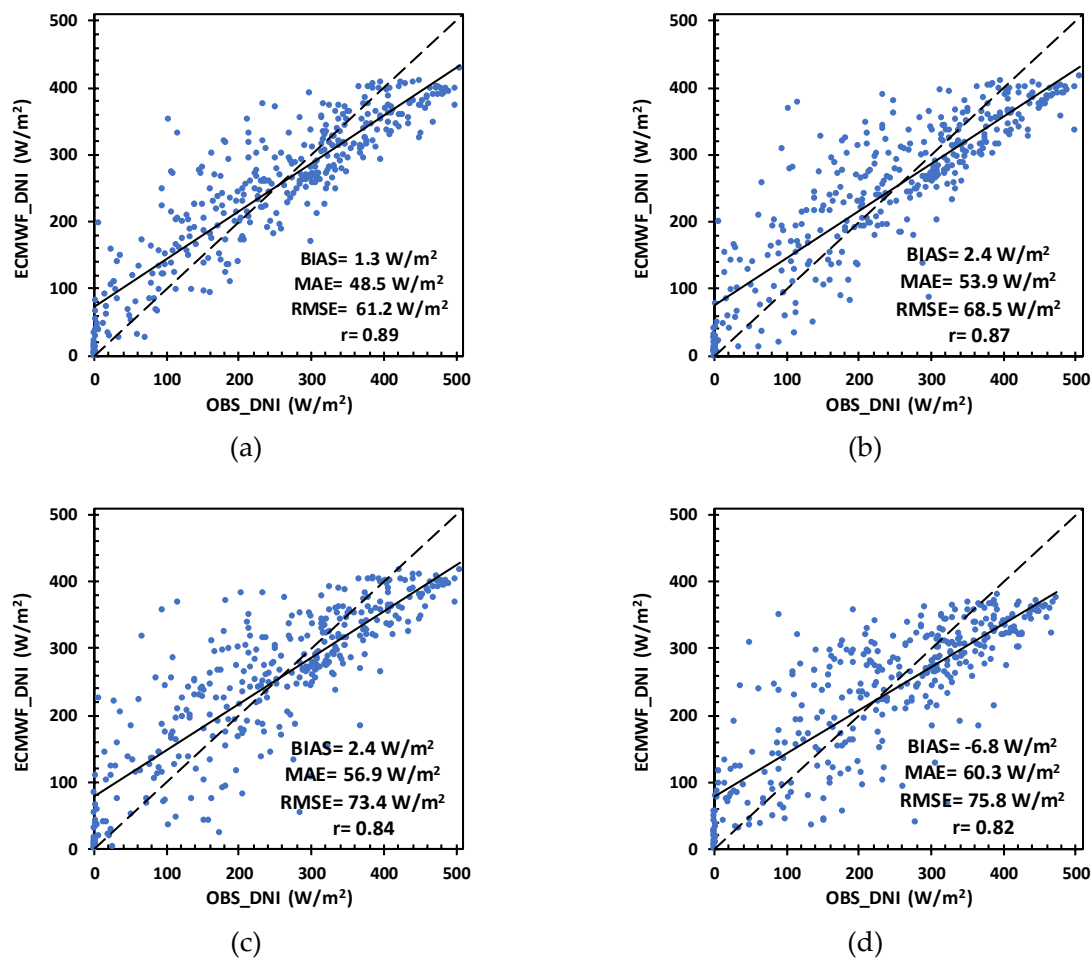 500
400
300
200
100
0
ECMWF_DNI (W/m²)
BIAS= 1.3 W/m²
MAE= 48.5 W/m²
RMSE= 61.2 W/m²
r= 0.89
0 100 200 300 400 500
OBS_DNI (W/m²)
(a)
500
400
300
200
100
0
ECMWF_DNI (W/m²)
BIAS= 2.4 W/m²
MAE= 53.9 W/m²
RMSE= 68.5 W/m²
r= 0.87
0 100 200 300 400 500
OBS_DNI (W/m²)
(b)
500
400
300
200
100
0
ECMWF_DNI (W/m²)
BIAS= 2.4 W/m²
MAE= 56.9 W/m²
RMSE= 73.4 W/m²
r= 0.84
0 100 200 300 400 500
OBS_DNI (W/m²)
(c)
500
400
300
200
100
0
ECMWF_DNI (W/m²)
BIAS= -6.8 W/m²
MAE= 60.3 W/m²
RMSE= 75.8 W/m²
r= 0.82
0 100 200 300 400 500
OBS_DNI (W/m²)
(d)